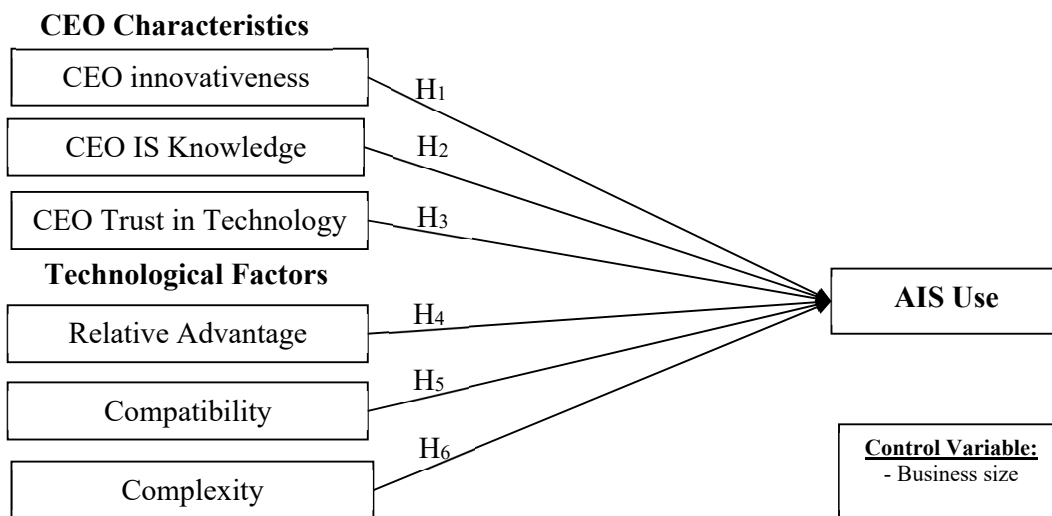 CEO Characteristics
CEO innovativeness
H1
CEO IS Knowledge
H2
CEO Trust in Technology
H3
Technological Factors
AIS Use
Relative Advantage
H4
Compatibility
H5
Complexity
H6
Control Variable:
- Business size